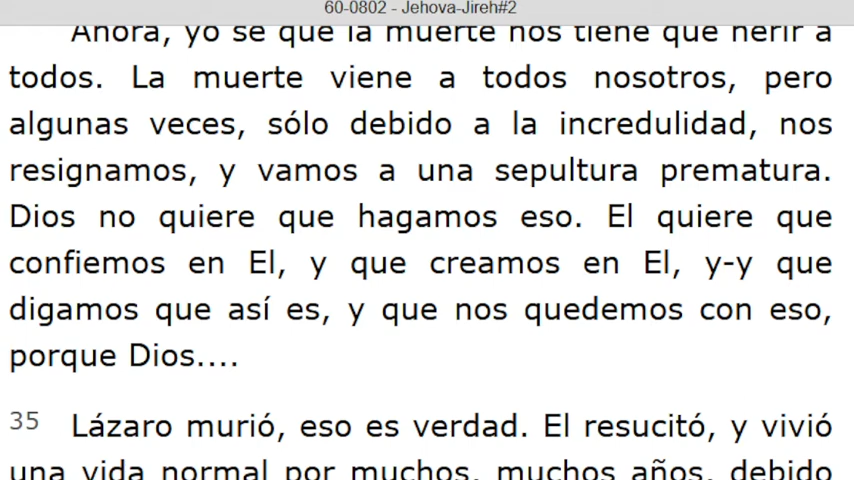 60-0802 - Jehova-Jireh#2
Ahora, yo sé que la muerte nos tiene que herir a
todos. La muerte viene a todos nosotros, pero
algunas veces, sólo debido a la incredulidad, nos
resignamos, y vamos a una sepultura prematura.
Dios no quiere que hagamos eso. El quiere que
confiemos en El, y que creamos en El, y-y que
digamos que así es, y que nos quedemos con eso,
porque Dios....
35 Lázaro murió, eso es verdad. El resucitó, y vivió
una vida normal por muchos, muchos años, debido